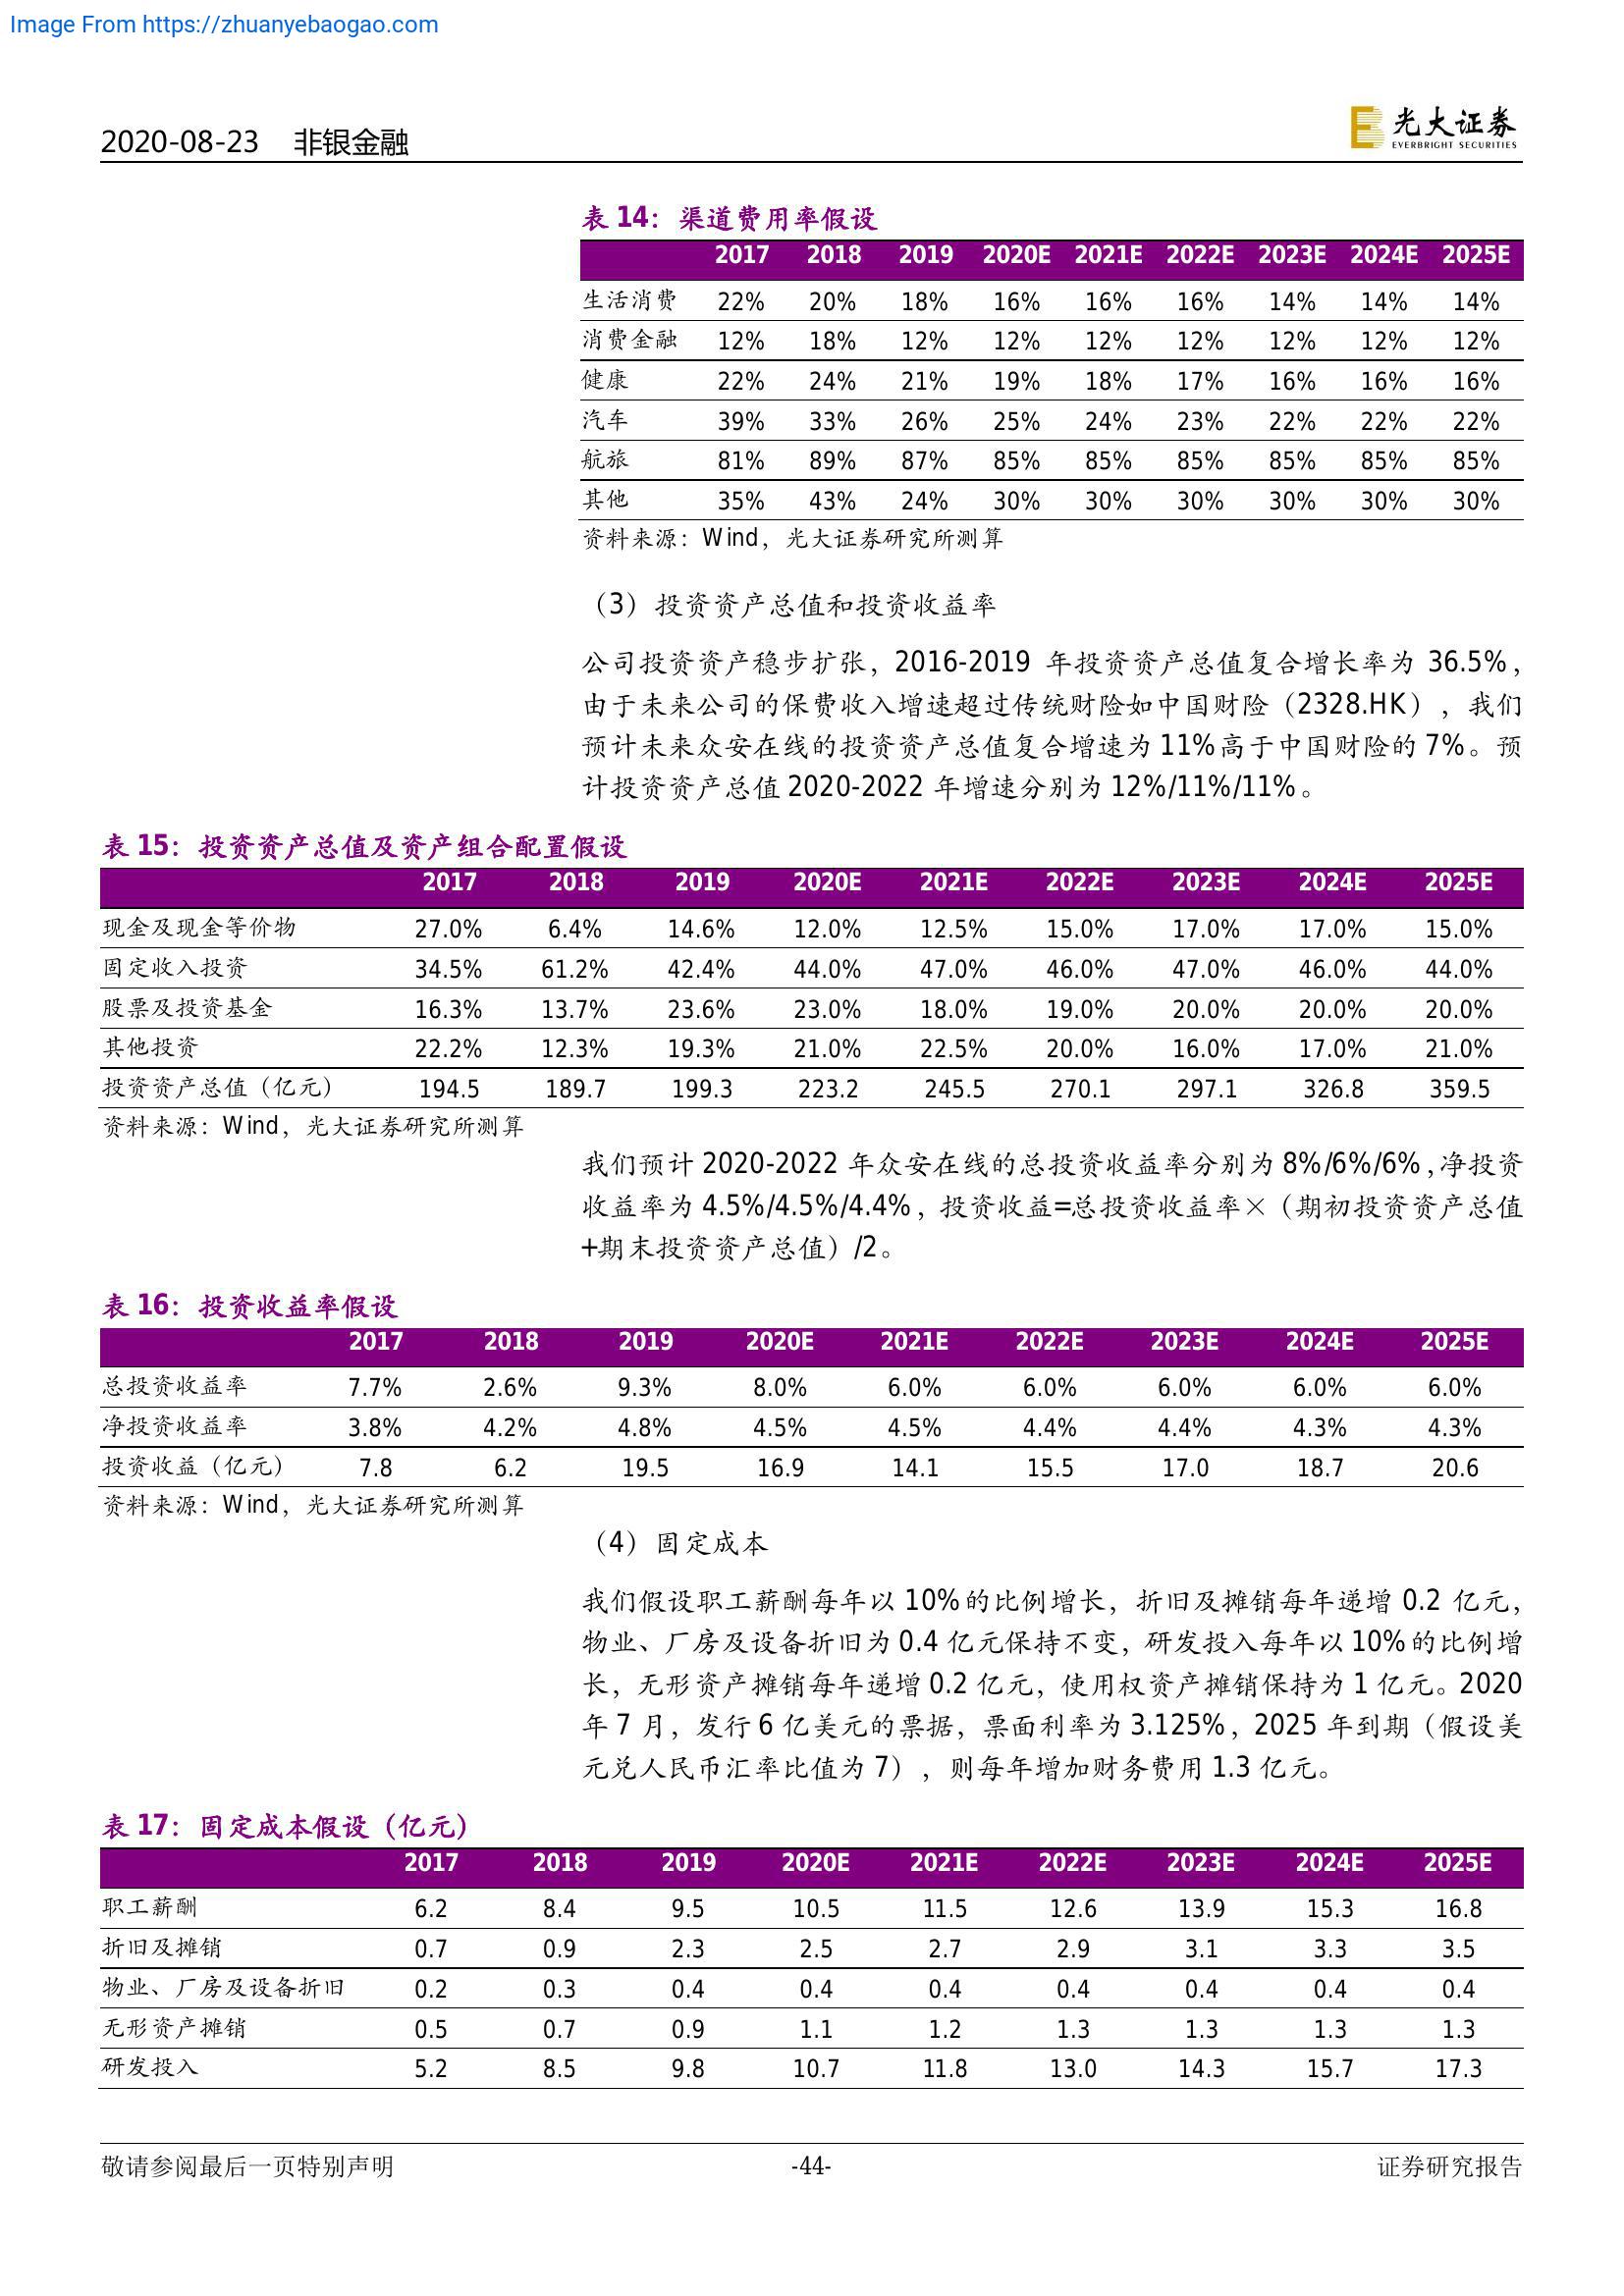 Image From https://zhuanyebaogao.com
2020-08-23 非银金融
光大证券
EVERBRIGHT SECURITIES
表 14：渠道费用率假设
2017 2018 2019 2020E 2021E 2022E 2023E 2024E 2025E
生活消费 22% 20% 18% 16% 16% 16% 14% 14% 14%
消费金融 12% 18% 12% 12% 12% 12% 12% 12% 12%
健康 22% 24% 21% 19% 18% 17% 16% 16% 16%
汽车 39% 33% 26% 25% 24% 23% 22% 22% 22%
航旅 81% 89% 87% 85% 85% 85% 85% 85% 85%
其他 35% 43% 24% 30% 30% 30% 30% 30% 30%
资料来源：Wind，光大证券研究所测算
（3）投资资产总值和投资收益率
公司投资资产稳步扩张，2016-2019 年投资资产总值复合增长率为 36.5%，
由于未来公司的保费收入增速超过传统财险如中国财险（2328.HK），我们
预计未来众安在线的投资资产总值复合增速为 11%高于中国财险的 7%。预
计投资资产总值 2020-2022 年增速分别为 12%/11%/11%。
表 15：投资资产总值及资产组合配置假设
2017 2018 2019 2020E 2021E 2022E 2023E 2024E 2025E
现金及现金等价物 27.0% 6.4% 14.6% 12.0% 12.5% 15.0% 17.0% 17.0% 15.0%
固定收入投资 34.5% 61.2% 42.4% 44.0% 47.0% 46.0% 47.0% 46.0% 44.0%
股票及投资基金 16.3% 13.7% 23.6% 23.0% 18.0% 19.0% 20.0% 20.0% 20.0%
其他投资 22.2% 12.3% 19.3% 21.0% 22.5% 20.0% 16.0% 17.0% 21.0%
投资资产总值（亿元） 194.5 189.7 199.3 223.2 245.5 270.1 297.1 326.8 359.5
资料来源：Wind，光大证券研究所测算
我们预计 2020-2022 年众安在线的总投资收益率分别为 8%/6%/6%，净投资
收益率为 4.5%/4.5%/4.4%，投资收益=总投资收益率×（期初投资资产总值
+期末投资资产总值）/2。
表 16：投资收益率假设
2017 2018 2019 2020E 2021E 2022E 2023E 2024E 2025E
总投资收益率 7.7% 2.6% 9.3% 8.0% 6.0% 6.0% 6.0% 6.0% 6.0%
净投资收益率 3.8% 4.2% 4.8% 4.5% 4.5% 4.4% 4.4% 4.3% 4.3%
投资收益（亿元） 7.8 6.2 19.5 16.9 14.1 15.5 17.0 18.7 20.6
资料来源：Wind，光大证券研究所测算
（4）固定成本
我们假设职工薪酬每年以 10%的比例增长，折旧及摊销每年递增 0.2 亿元，
物业、厂房及设备折旧为 0.4 亿元保持不变，研发投入每年以 10%的比例增
长，无形资产摊销每年递增 0.2 亿元，使用权资产摊销保持为 1 亿元。2020
年 7 月，发行 6 亿美元的票据，票面利率为 3.125%，2025 年到期（假设美
元兑人民币汇率比值为 7），则每年增加财务费用 1.3 亿元。
表 17：固定成本假设（亿元）
2017 2018 2019 2020E 2021E 2022E 2023E 2024E 2025E
职工薪酬 6.2 8.4 9.5 10.5 11.5 12.6 13.9 15.3 16.8
折旧及摊销 0.7 0.9 2.3 2.5 2.7 2.9 3.1 3.3 3.5
物业、厂房及设备折旧 0.2 0.3 0.4 0.4 0.4 0.4 0.4 0.4 0.4
无形资产摊销 0.5 0.7 0.9 1.1 1.2 1.3 1.3 1.3 1.3
研发投入 5.2 8.5 9.8 10.7 11.8 13.0 14.3 15.7 17.3
敬请参阅最后一页特别声明 -44- 证券研究报告